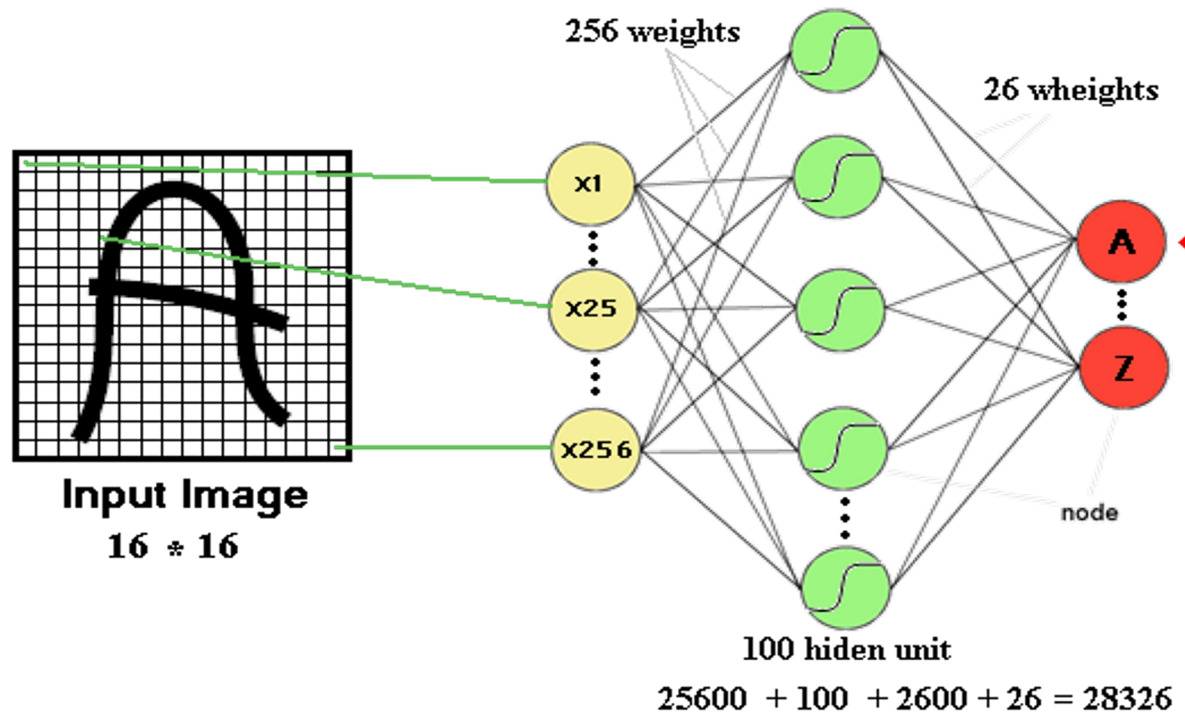 256 weights
26 wheights
x1
x25
x256
A
Z
node
Input Image
16 * 16
100 hiden unit
25600 + 100 + 2600 + 26 = 28326